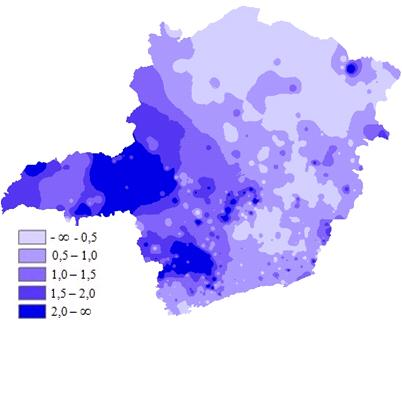 - ∞ - 0,5
0,5 – 1,0
1,0 – 1,5
1,5 – 2,0
2,0 – ∞